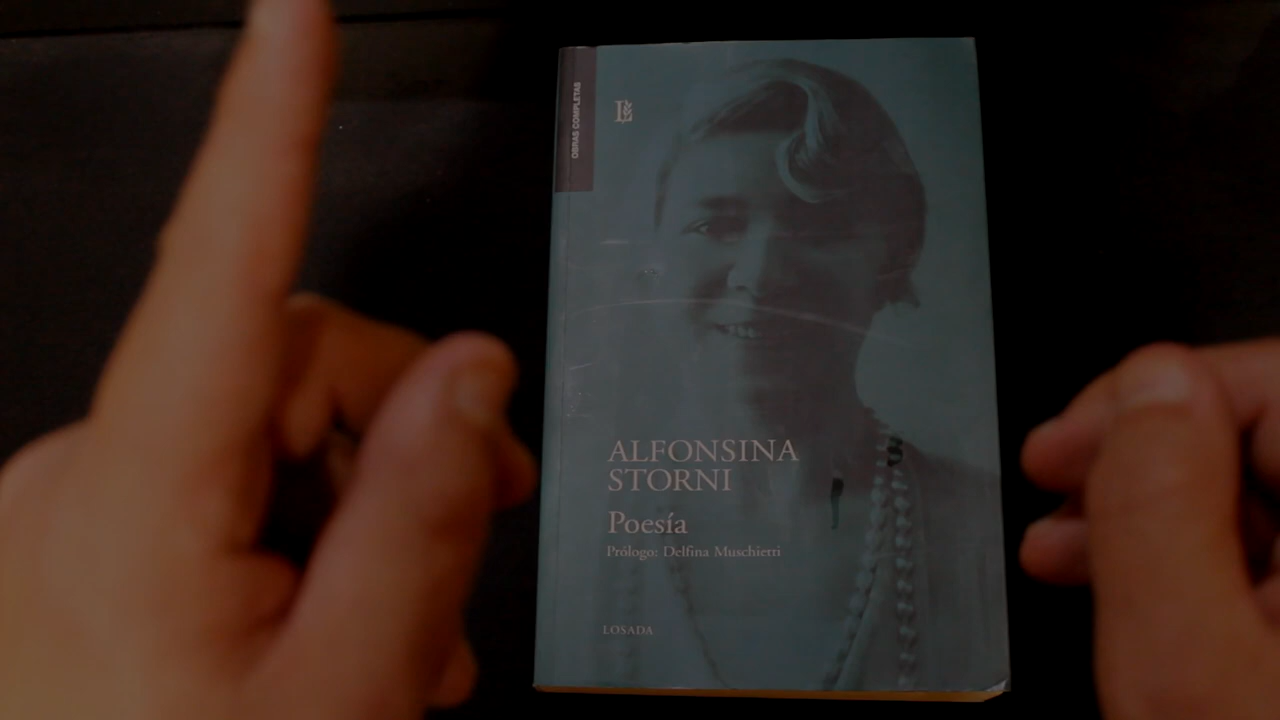 OBRAS COMPLETAS
ALFONSINA
STORNI
Poesía
Prólogo: Delfina Muschietti
LOSADA